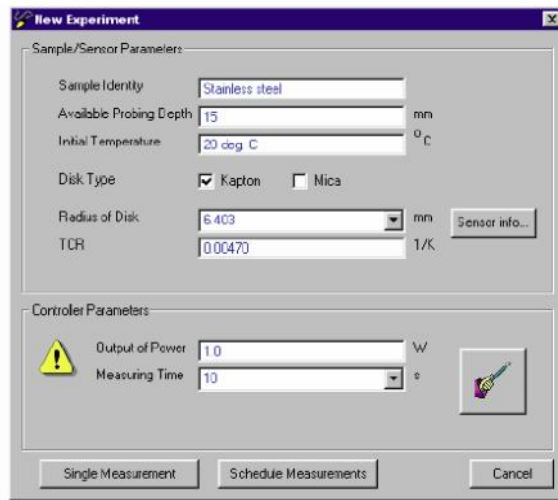 New Experiment
Sample/Sensor Parameters
Sample Identity Stainless steel
Available Probing Depth 15 mm
Initial Temperature 20 deg. C °C
Disk Type Kapton Mica
Radius of Disk 6.403 mm Sensor info...
TCR 0.00470 1/K
Controler Parameters
Output of Power 1.0 W
Measuring Time 10 s
Single Measurement Schedule Measurements Cancel